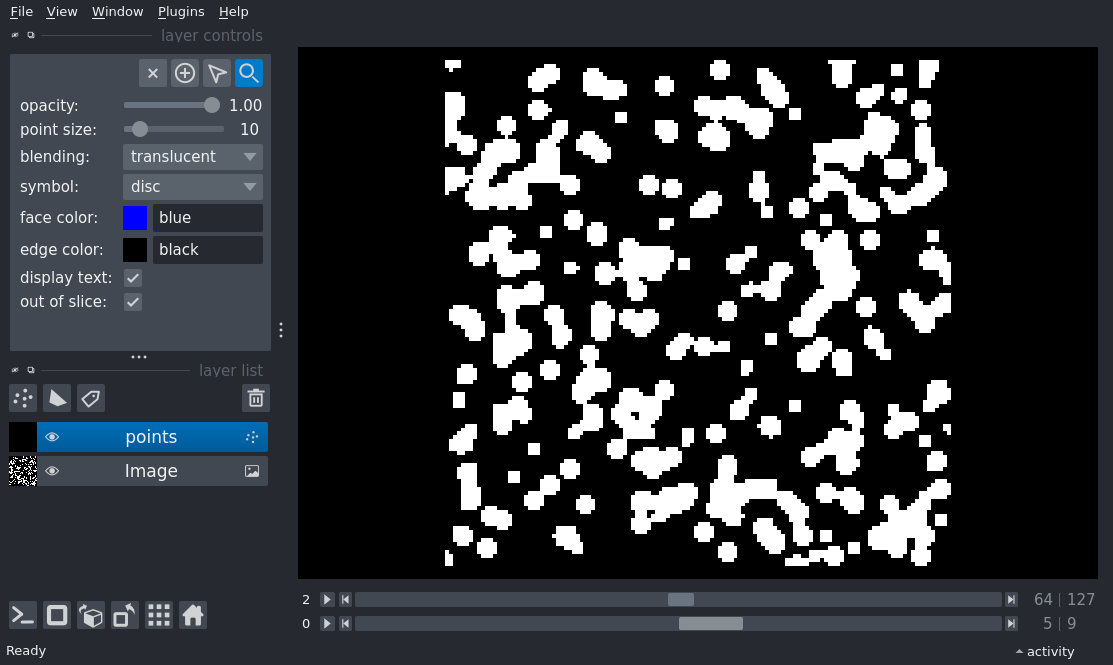 File View Window Plugins Help
layer controls
opacity: 1.00
point size: 10
blending: translucent
symbol: disc
face color: blue
edge color: black
display text:
out of slice:
layer list
points
Image
2 64 | 127
0 5 | 9
Ready activity